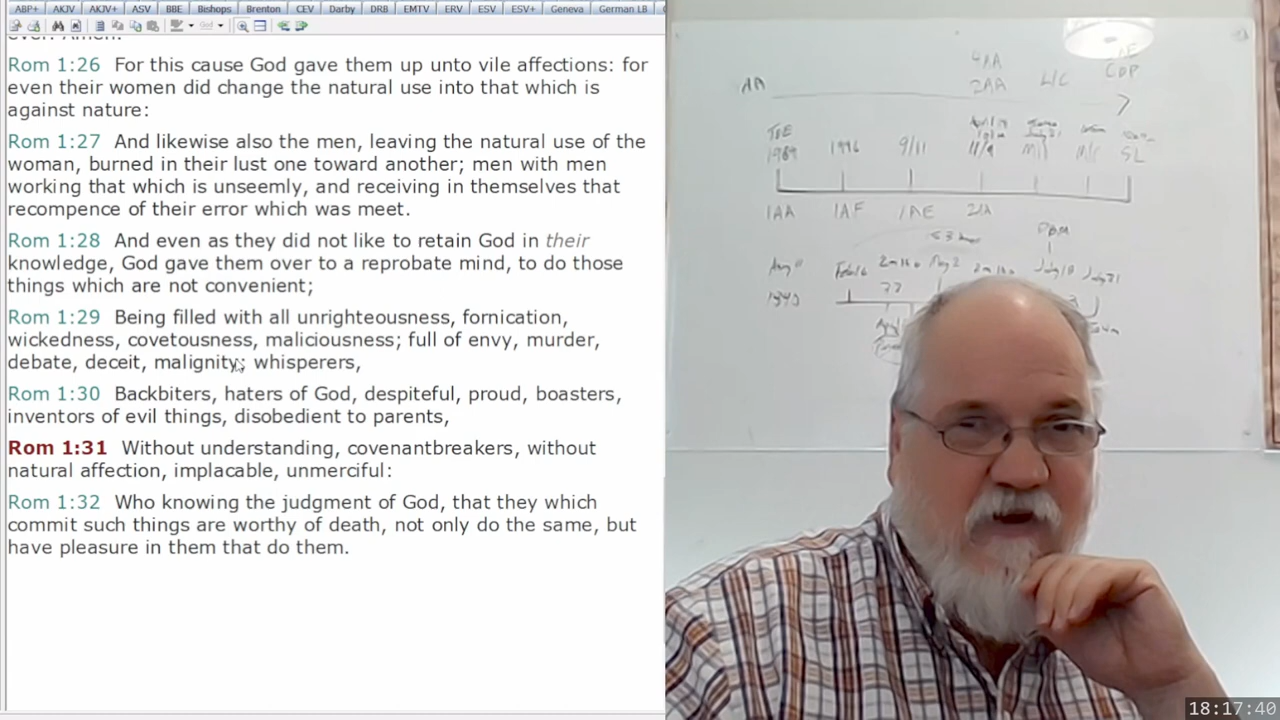 ABP+ AKJV AKJV+ ASV BBE Bishops Brenton CEV Darby DRB EMTV ERV ESV ESV+ Geneva German LB
ever. Amen.
Rom 1:26 For this cause God gave them up unto vile affections: for
even their women did change the natural use into that which is
against nature:
Rom 1:27 And likewise also the men, leaving the natural use of the
woman, burned in their lust one toward another; men with men
working that which is unseemly, and receiving in themselves that
recompence of their error which was meet.
Rom 1:28 And even as they did not like to retain God in their
knowledge, God gave them over to a reprobate mind, to do those
things which are not convenient;
Rom 1:29 Being filled with all unrighteousness, fornication,
wickedness, covetousness, maliciousness; full of envy, murder,
debate, deceit, malignity; whisperers,
Rom 1:30 Backbiters, haters of God, despiteful, proud, boasters,
inventors of evil things, disobedient to parents,
Rom 1:31 Without understanding, covenantbreakers, without
natural affection, implacable, unmerciful:
Rom 1:32 Who knowing the judgment of God, that they which
commit such things are worthy of death, not only do the same, but
have pleasure in them that do them.
2AA L/C CDP
1989 1996 9/11 11/9 SL
1AA 1AF 1AE 21A
1840
18:17:40